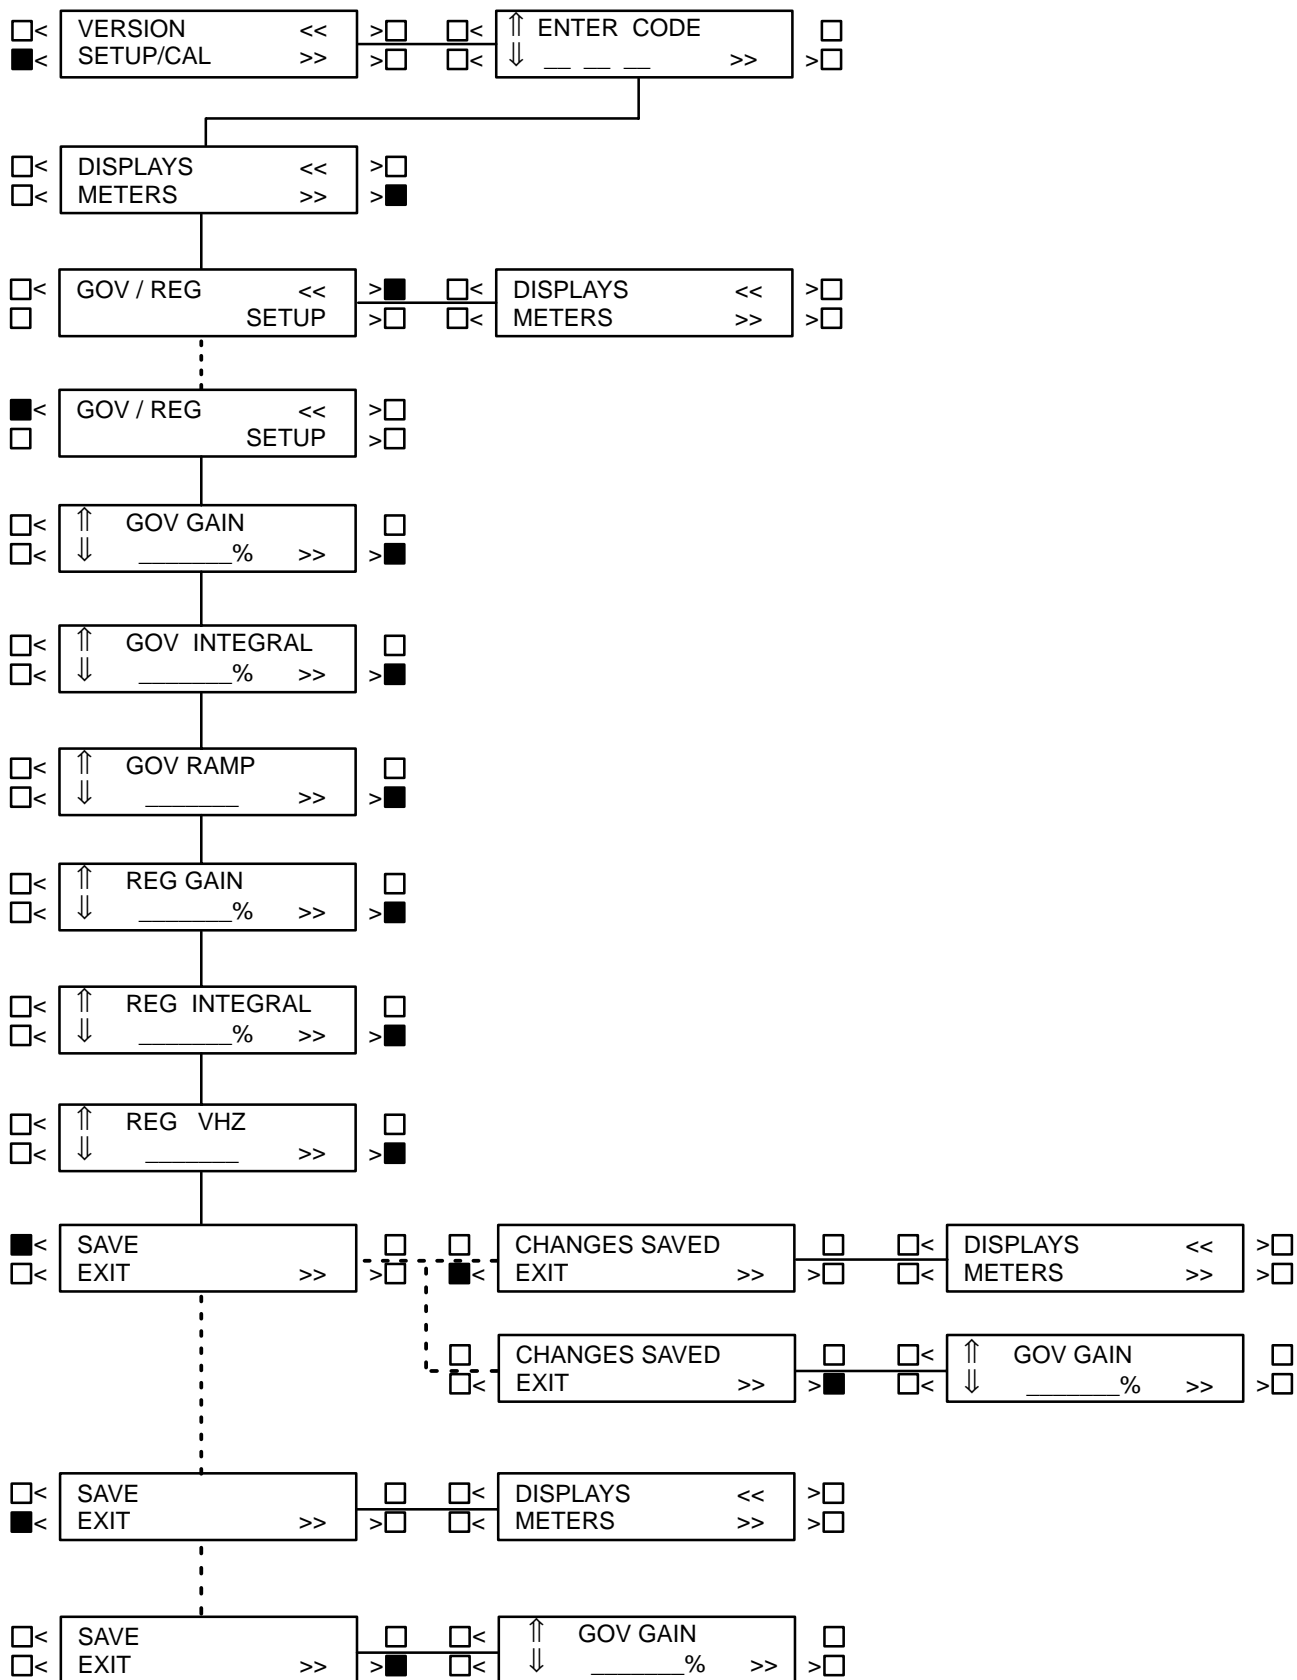 VERSION <<
SETUP/CAL >>
⇑ ENTER CODE
⇓ __ __ __ >>
DISPLAYS <<
METERS >>
GOV / REG <<
SETUP
DISPLAYS <<
METERS >>
GOV / REG <<
SETUP
⇑ GOV GAIN
⇓ _______% >>
⇑ GOV INTEGRAL
⇓ _______% >>
⇑ GOV RAMP
⇓ _______ >>
⇑ REG GAIN
⇓ _______% >>
⇑ REG INTEGRAL
⇓ _______% >>
⇑ REG VHZ
⇓ _______ >>
SAVE
EXIT >>
CHANGES SAVED
EXIT >>
DISPLAYS <<
METERS >>
CHANGES SAVED
EXIT >>
⇑ GOV GAIN
⇓ _______% >>
SAVE
EXIT >>
DISPLAYS <<
METERS >>
SAVE
EXIT >>
⇑ GOV GAIN
⇓ _______% >>